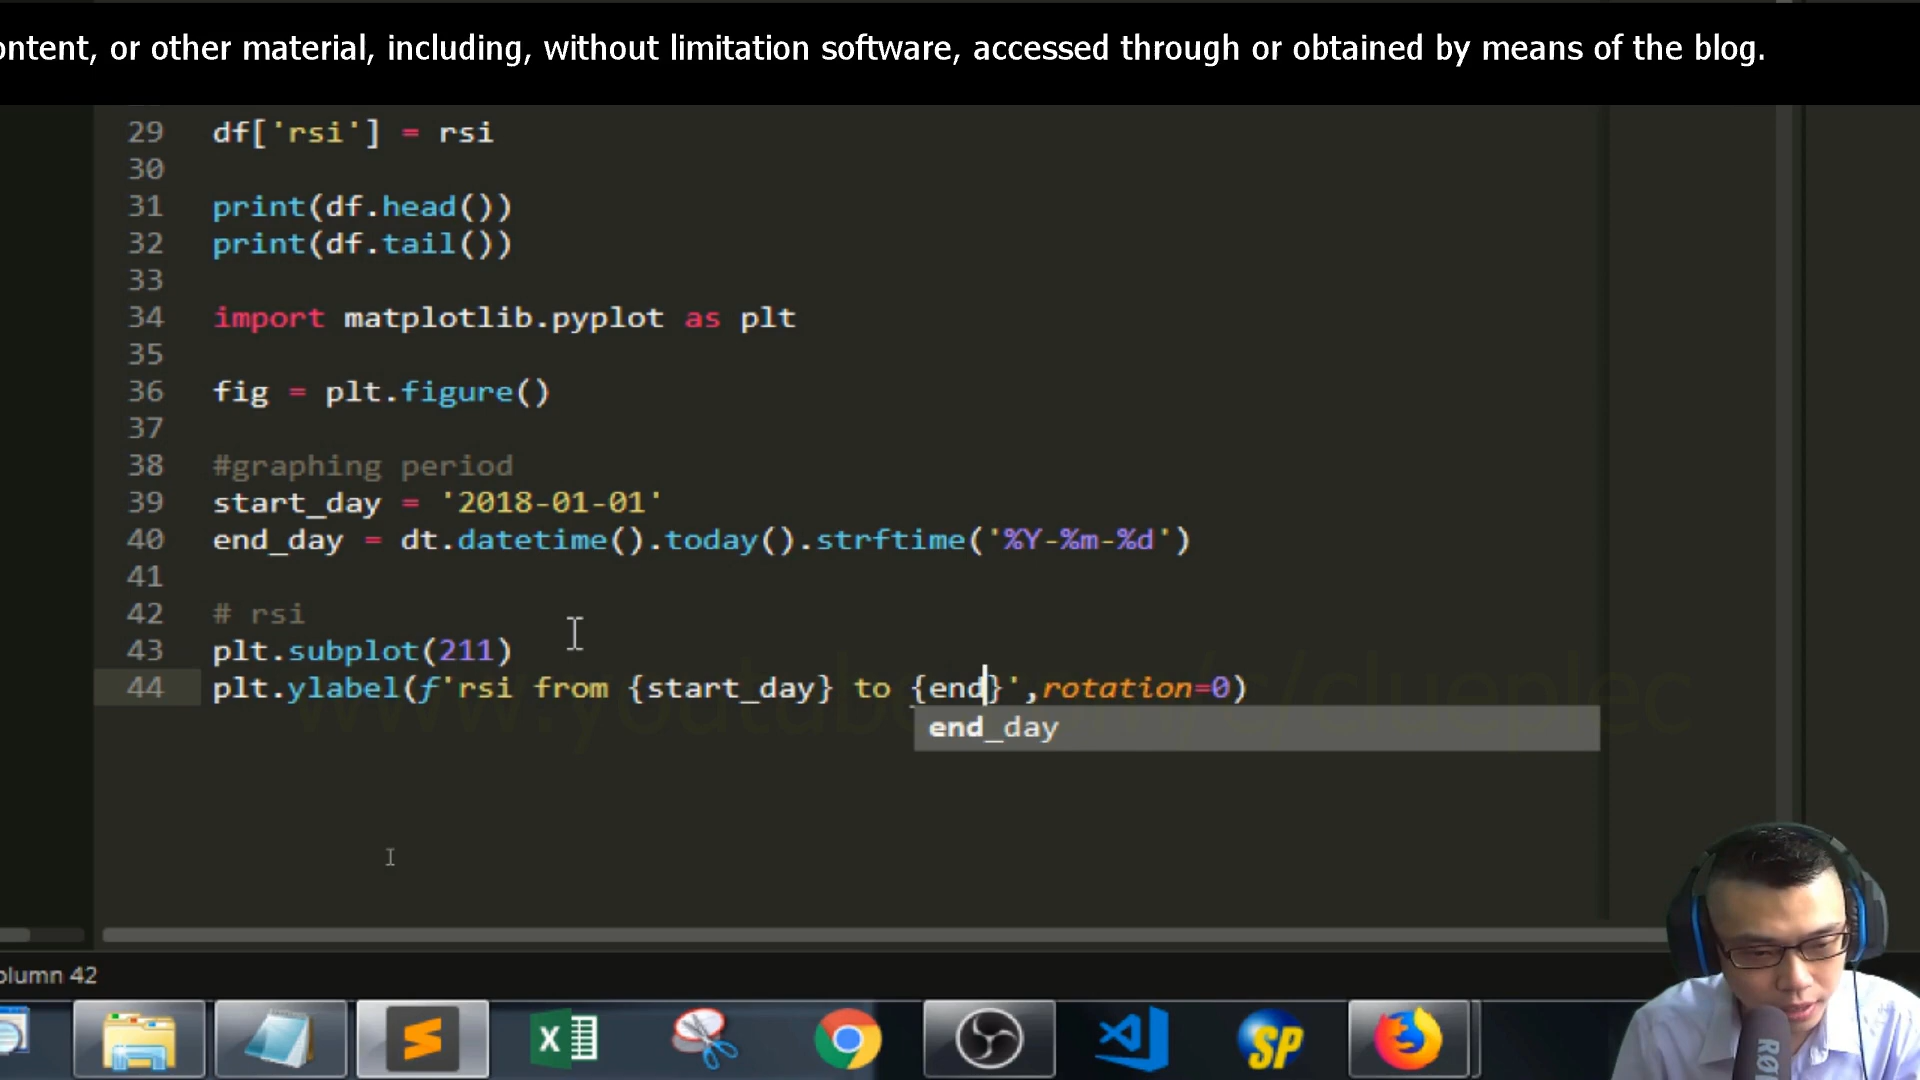 ontent, or other material, including, without limitation software, accessed through or obtained by means of the blog.
29 df['rsi'] = rsi
30
31 print(df.head())
32 print(df.tail())
33
34 import matplotlib.pyplot as plt
35
36 fig = plt.figure()
37
38 #graphing period
39 start_day = '2018-01-01'
40 end_day = dt.datetime().today().strftime('%Y-%m-%d')
41
42 # rsi
43 plt.subplot(211)
44 plt.ylabel(f'rsi from {start_day} to {end}',rotation=0)
end_day
olumn 42
S
X
SP